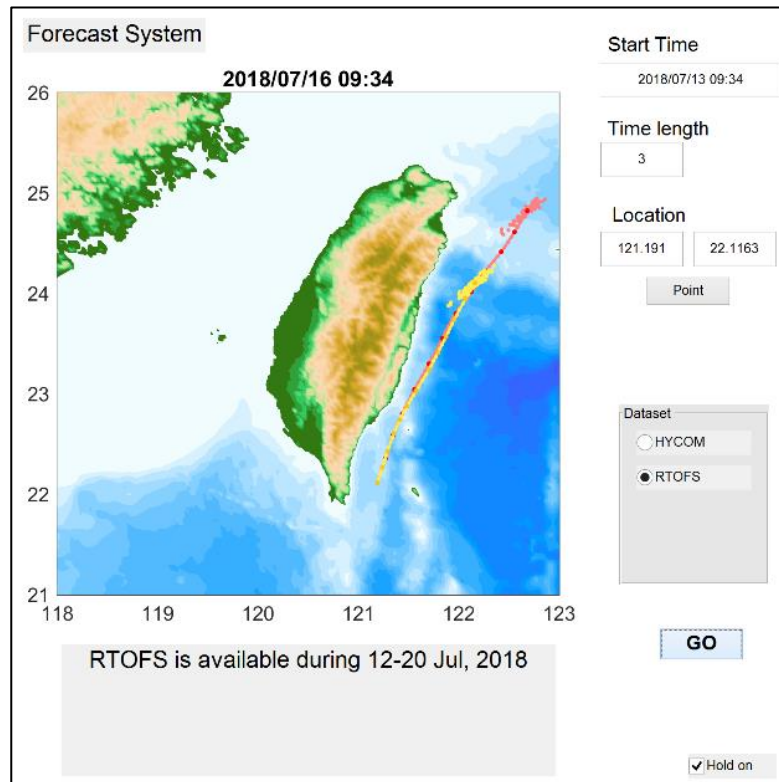 Forecast System
2018/07/16 09:34
26
25
24
23
22
21
118 119 120 121 122 123
RTOFS is available during 12-20 Jul, 2018
Start Time
2018/07/13 09:34
Time length
3
Location
121.191 22.1163
Point
Dataset
HYCOM
RTOFS
GO
Hold on